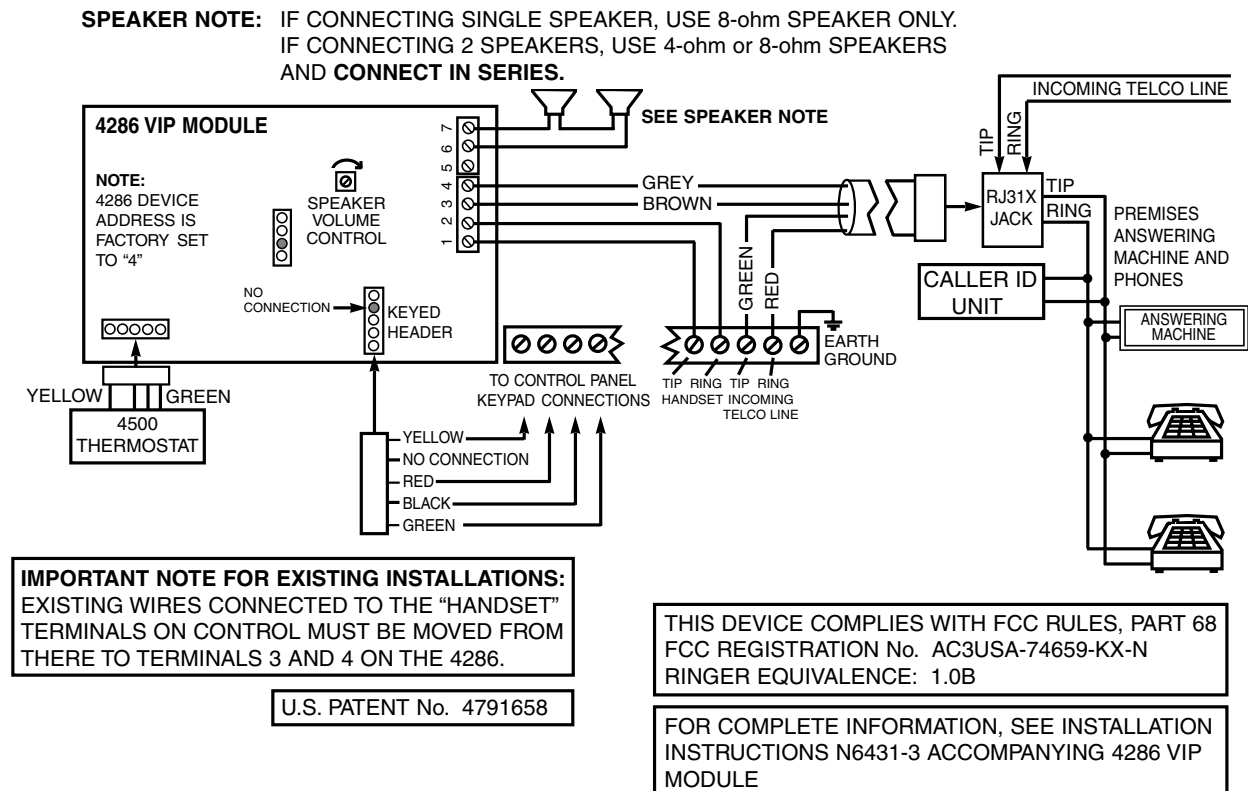 SPEAKER NOTE: IF CONNECTING SINGLE SPEAKER, USE 8-ohm SPEAKER ONLY.
IF CONNECTING 2 SPEAKERS, USE 4-ohm or 8-ohm SPEAKERS
AND CONNECT IN SERIES.
4286 VIP MODULE
NOTE:
4286 DEVICE
ADDRESS IS
FACTORY SET
TO “4”
SPEAKER
VOLUME
CONTROL
NO
CONNECTION
KEYED
HEADER
7
6
5
4
3
2
1
SEE SPEAKER NOTE
GREY
BROWN
GREEN
RED
INCOMING TELCO LINE
TIP
RING
RJ31X
JACK
TIP
RING
PREMISES
ANSWERING
MACHINE AND
PHONES
CALLER ID
UNIT
ANSWERING
MACHINE
EARTH
GROUND
TIP RING TIP RING
HANDSET INCOMING
TELCO LINE
TO CONTROL PANEL
KEYPAD CONNECTIONS
YELLOW
GREEN
4500
THERMOSTAT
YELLOW
NO CONNECTION
RED
BLACK
GREEN
IMPORTANT NOTE FOR EXISTING INSTALLATIONS:
EXISTING WIRES CONNECTED TO THE “HANDSET”
TERMINALS ON CONTROL MUST BE MOVED FROM
THERE TO TERMINALS 3 AND 4 ON THE 4286.
U.S. PATENT No. 4791658
THIS DEVICE COMPLIES WITH FCC RULES, PART 68
FCC REGISTRATION No. AC3USA-74659-KX-N
RINGER EQUIVALENCE: 1.0B
FOR COMPLETE INFORMATION, SEE INSTALLATION
INSTRUCTIONS N6431-3 ACCOMPANYING 4286 VIP
MODULE